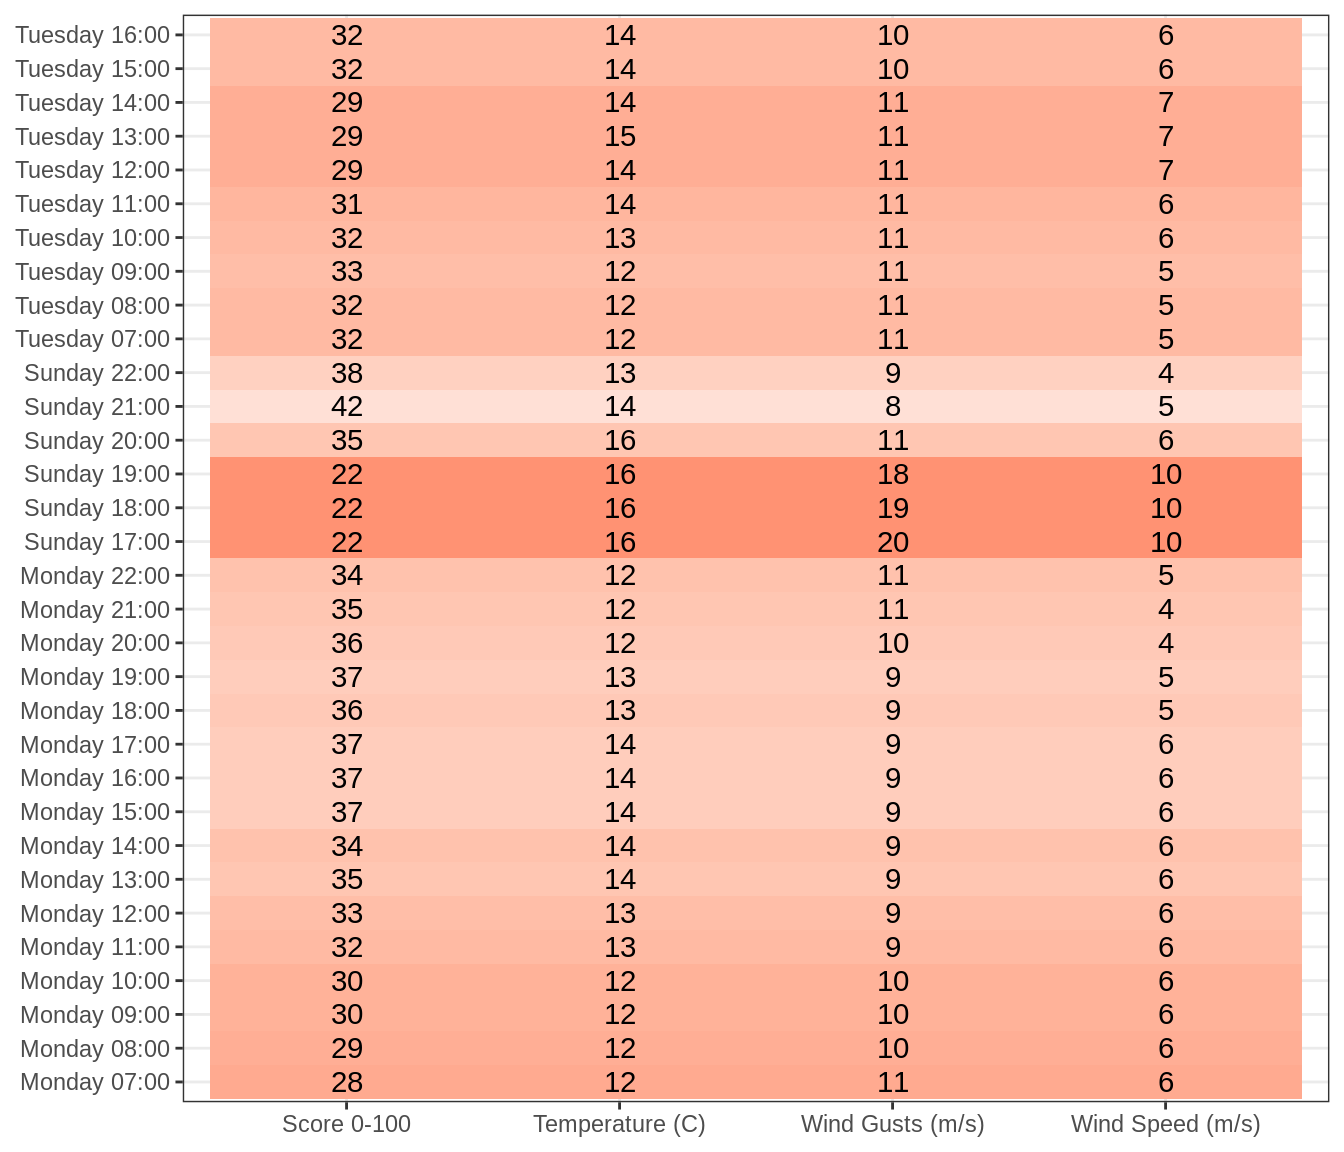 Tuesday 16:00 32 14 10 6
Tuesday 15:00 32 14 10 6
Tuesday 14:00 29 14 11 7
Tuesday 13:00 29 15 11 7
Tuesday 12:00 29 14 11 7
Tuesday 11:00 31 14 11 6
Tuesday 10:00 32 13 11 6
Tuesday 09:00 33 12 11 5
Tuesday 08:00 32 12 11 5
Tuesday 07:00 32 12 11 5
Sunday 22:00 38 13 9 4
Sunday 21:00 42 14 8 5
Sunday 20:00 35 16 11 6
Sunday 19:00 22 16 18 10
Sunday 18:00 22 16 19 10
Sunday 17:00 22 16 20 10
Monday 22:00 34 12 11 5
Monday 21:00 35 12 11 4
Monday 20:00 36 12 10 4
Monday 19:00 37 13 9 5
Monday 18:00 36 13 9 5
Monday 17:00 37 14 9 6
Monday 16:00 37 14 9 6
Monday 15:00 37 14 9 6
Monday 14:00 34 14 9 6
Monday 13:00 35 14 9 6
Monday 12:00 33 13 9 6
Monday 11:00 32 13 9 6
Monday 10:00 30 12 10 6
Monday 09:00 30 12 10 6
Monday 08:00 29 12 10 6
Monday 07:00 28 12 11 6
Score 0-100 Temperature (C) Wind Gusts (m/s) Wind Speed (m/s)